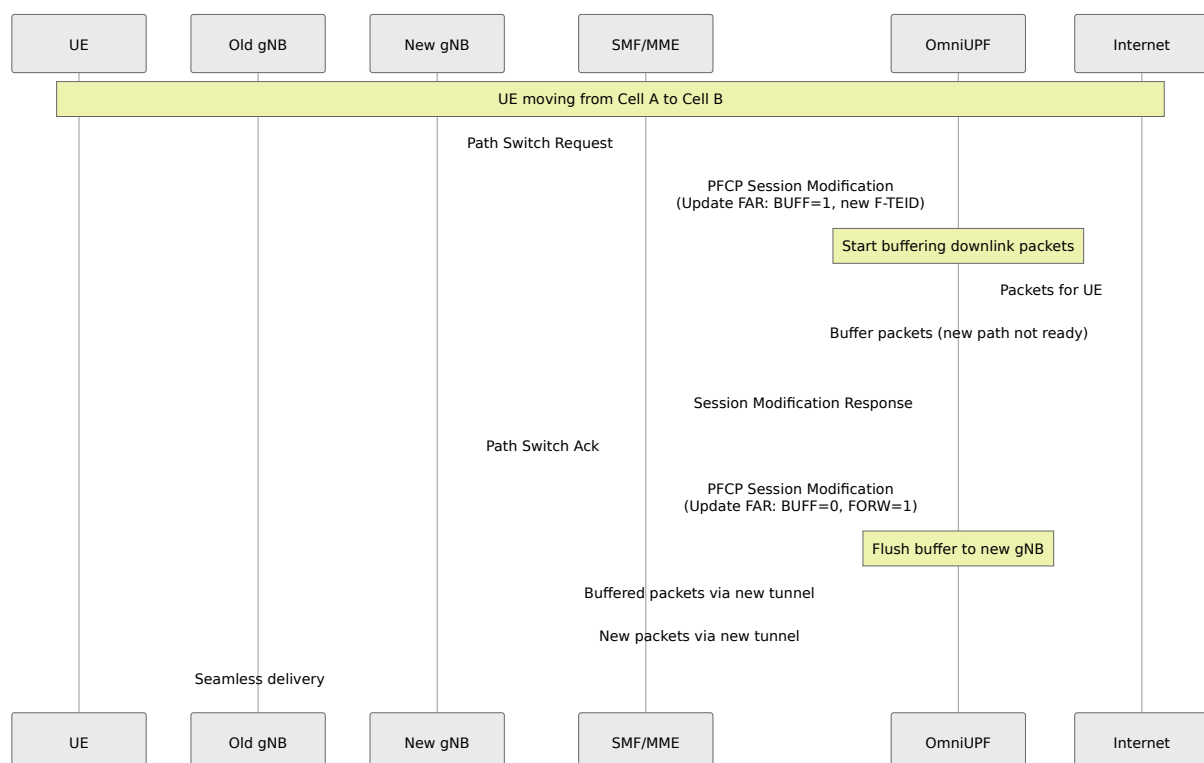 UE
Old gNB
New gNB
SMF/MME
OmniUPF
Internet
UE moving from Cell A to Cell B
Path Switch Request
PFCP Session Modification
(Update FAR: BUFF=1, new F-TEID)
Start buffering downlink packets
Packets for UE
Buffer packets (new path not ready)
Session Modification Response
Path Switch Ack
PFCP Session Modification
(Update FAR: BUFF=0, FORW=1)
Flush buffer to new gNB
Buffered packets via new tunnel
New packets via new tunnel
Seamless delivery
UE
Old gNB
New gNB
SMF/MME
OmniUPF
Internet